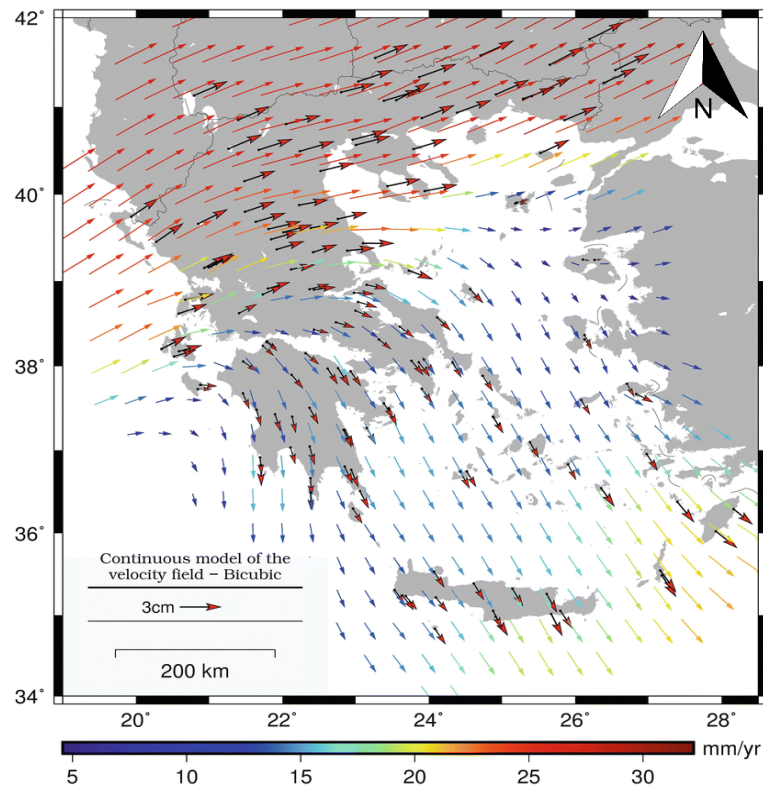 42°
N
40°
38°
36°
Continuous model of the
velocity field – Bicubic
3cm
200 km
34°
20° 22° 24° 26° 28°
mm/yr
5 10 15 20 25 30